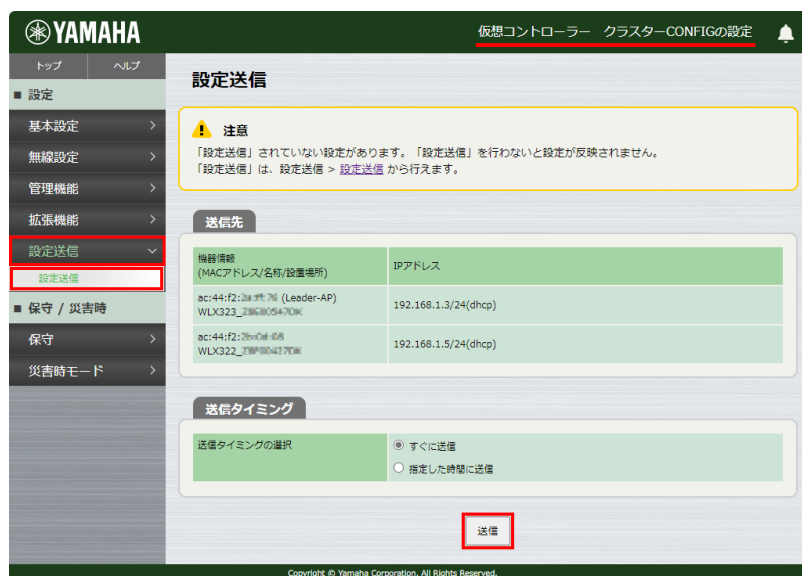 YAMAHA
仮想コントローラー クラスターCONFIGの設定
トップ ヘルプ
設定
基本設定
無線設定
管理機能
拡張機能
設定送信
設定送信
保守 / 災害時
保守
災害時モード
設定送信
注意
「設定送信」されていない設定があります。「設定送信」を行わないと設定が反映されません。
「設定送信」は、設定送信 > 設定送信 から行えます。
送信先
機器情報
(MACアドレス/名称/設置場所)
IPアドレス
ac:44:f2: (Leader-AP)
WLX323_
192.168.1.3/24(dhcp)
ac:44:f2:
WLX322_
192.168.1.5/24(dhcp)
送信タイミング
送信タイミングの選択
すぐに送信
指定した時間に送信
送信
Copyright © Yamaha Corporation. All Rights Reserved.